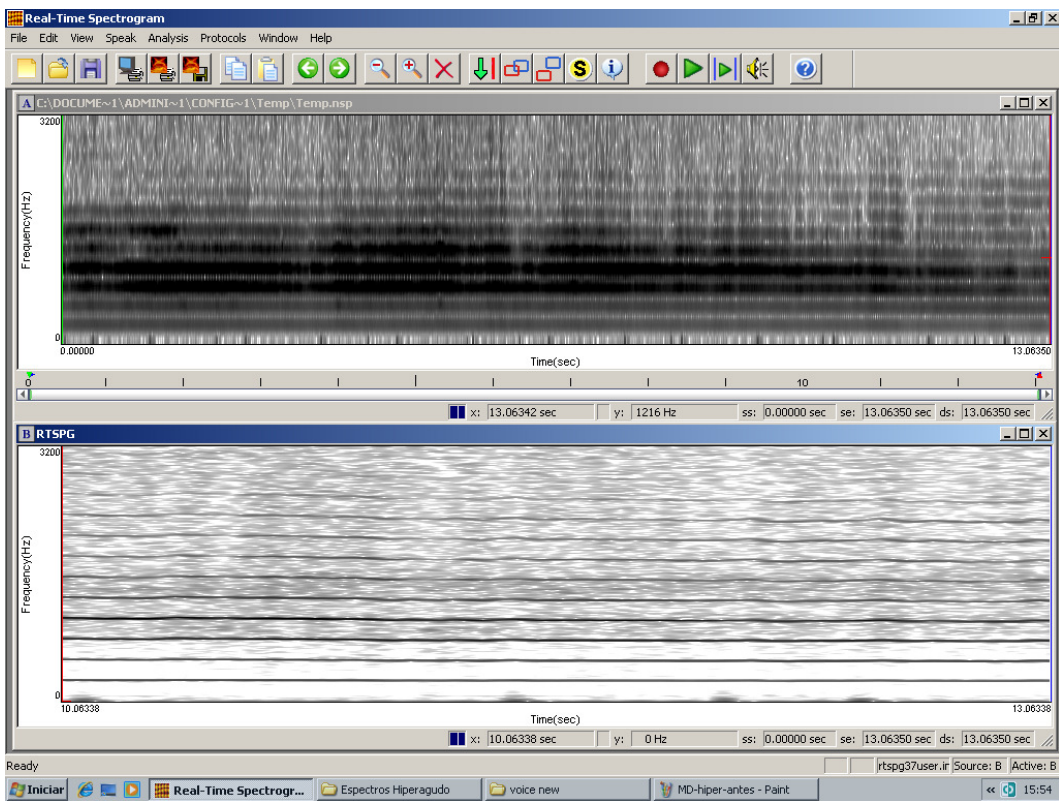 Real-Time Spectrogram
File Edit View Speak Analysis Protocols Window Help
S
A C:\DOCUME~1\ADMINI~1\CONFIG~1\Temp\Temp.nsp
3200
Frequency(Hz)
0
0.00000 13.06350
Time(sec)
0 10
x: 13.06342 sec y: 1216 Hz ss: 0.00000 sec se: 13.06350 sec ds: 13.06350 sec
B RTSPG
3200
Frequency(Hz)
0
10.06338 13.06338
Time(sec)
x: 10.06338 sec y: 0 Hz ss: 0.00000 sec se: 13.06350 sec ds: 13.06350 sec
Ready rtspg37user.ir Source: B Active: B
Iniciar Real-Time Spectrogr... Espectros Hiperagudo voice new MD-hiper-antes - Paint « 15:54